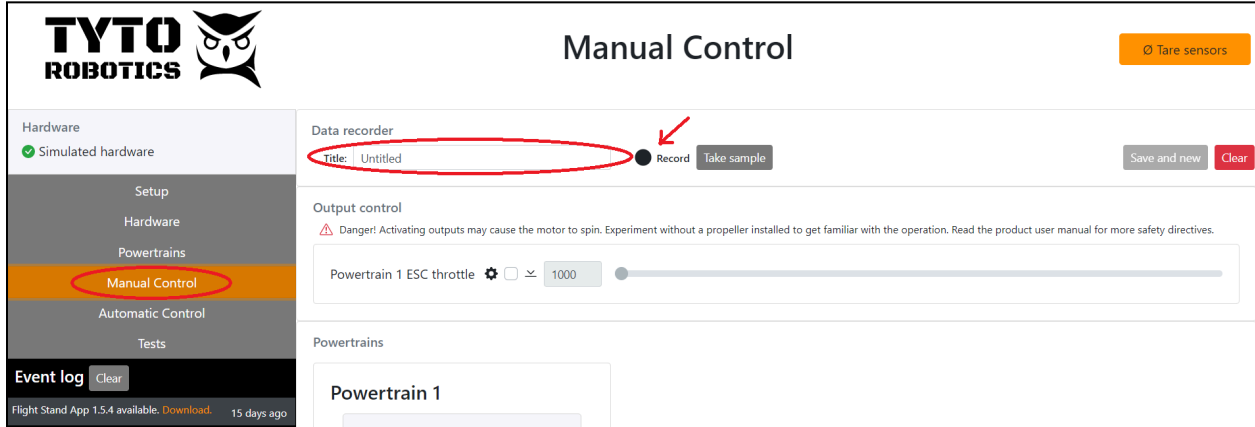 TYTO
ROBOTICS
Manual Control
Ø Tare sensors
Hardware
Simulated hardware
Setup
Hardware
Powertrains
Manual Control
Automatic Control
Tests
Event log Clear
Flight Stand App 1.5.4 available. Download. 15 days ago
Data recorder
Title: Untitled Record Take sample Save and new Clear
Output control
Danger! Activating outputs may cause the motor to spin. Experiment without a propeller installed to get familiar with the operation. Read the product user manual for more safety directives.
Powertrain 1 ESC throttle 1000
Powertrains
Powertrain 1